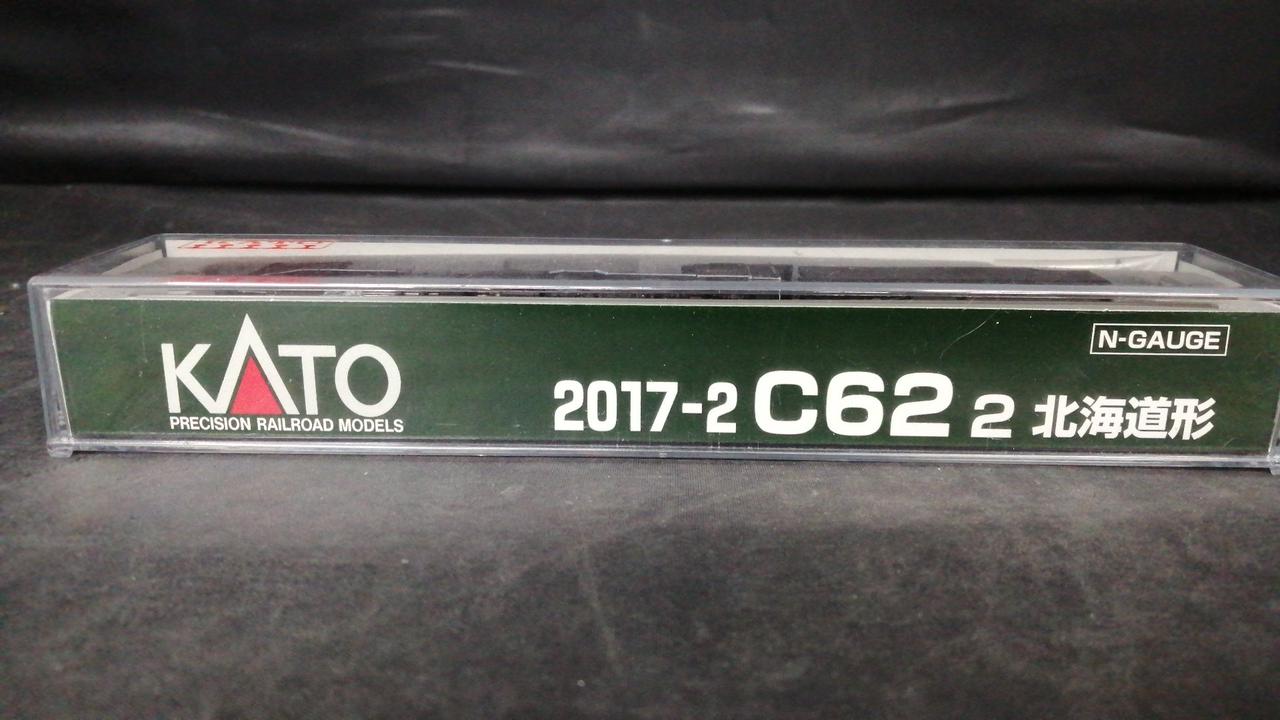 KATO
PRECISION RAILROAD MODELS
N-GAUGE
2017-2 C62 2 北海道形